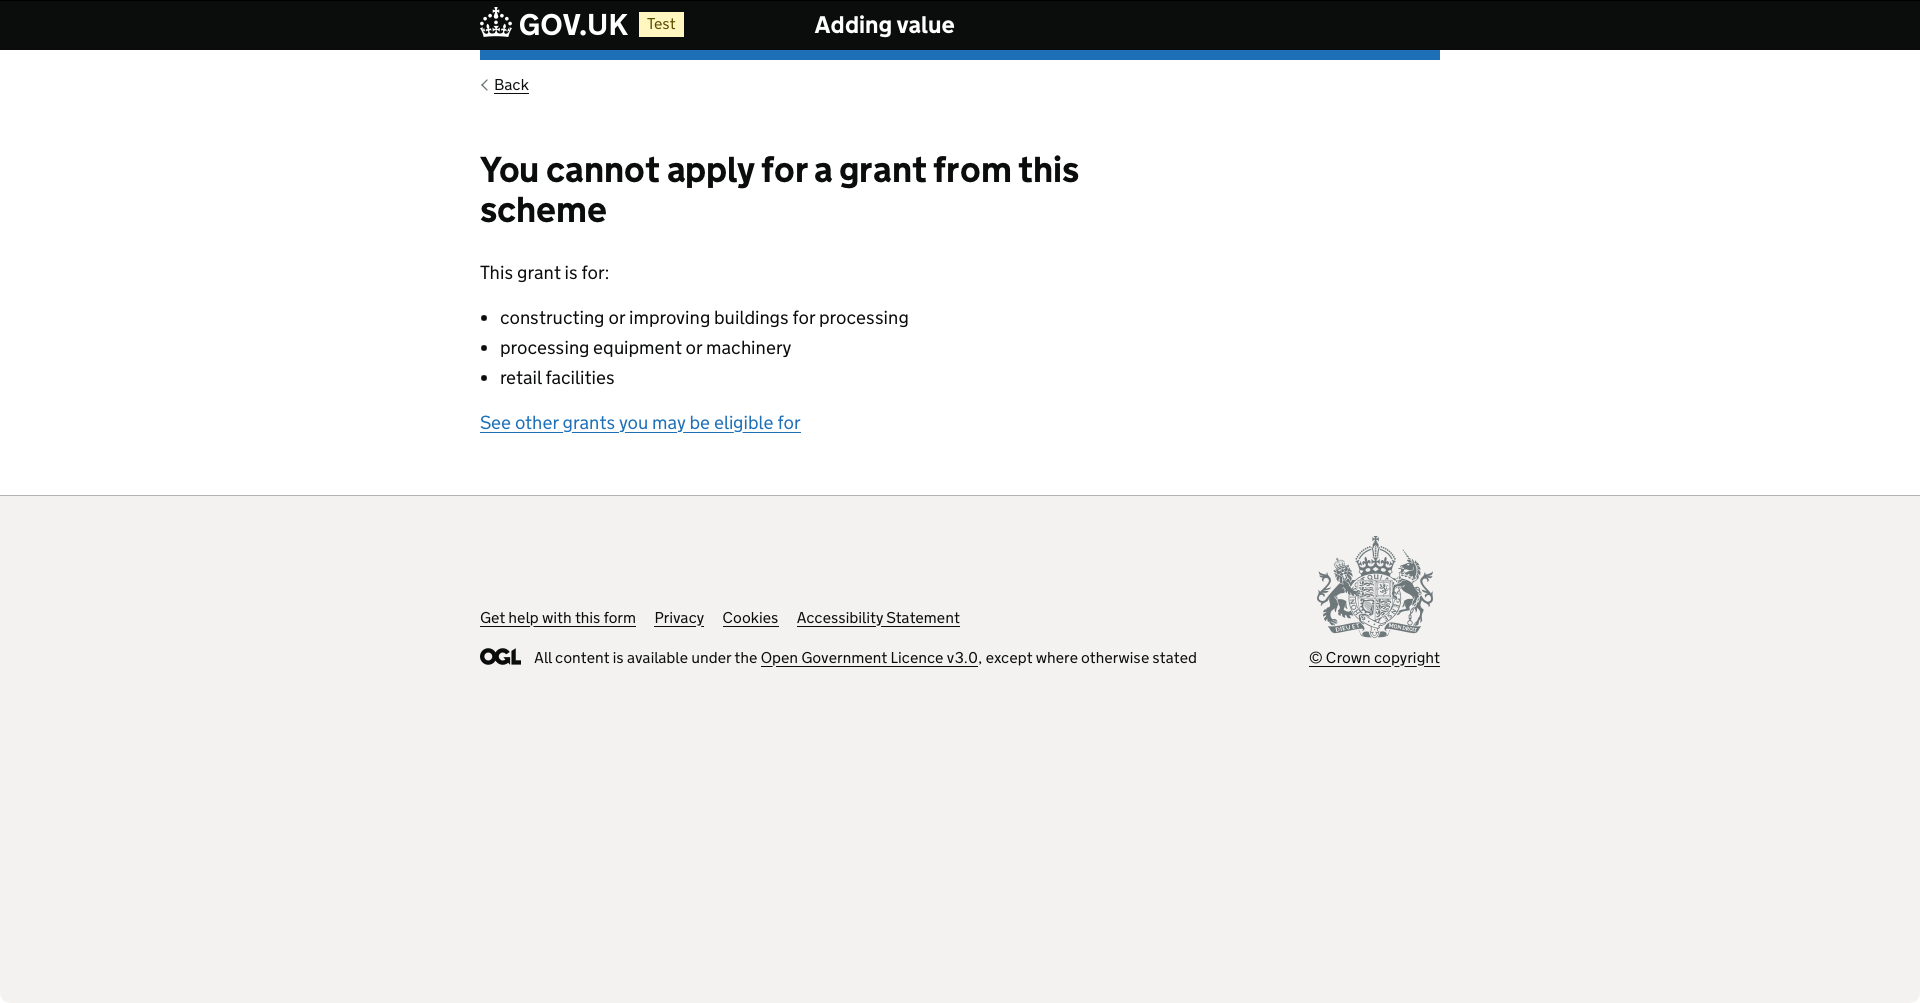 GOV.UK Test Adding value
Back
You cannot apply for a grant from this
scheme
This grant is for:
• constructing or improving buildings for processing
• processing equipment or machinery
• retail facilities
See other grants you may be eligible for
Get help with this form Privacy Cookies Accessibility Statement
OGL All content is available under the Open Government Licence v3.0, except where otherwise stated
© Crown copyright